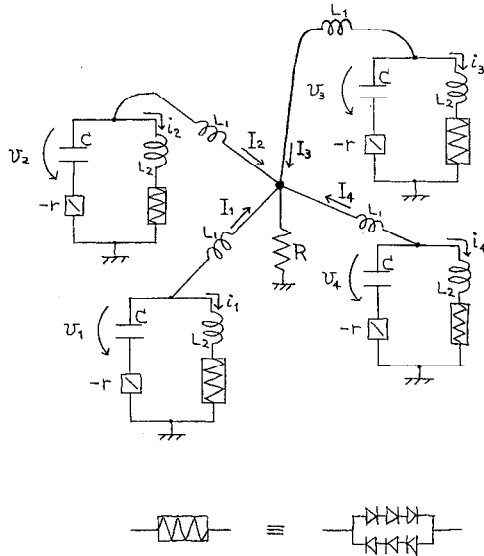 L₁
i₃
C
v₃
L₂
-r
i₂
L₁
C
v₂
I₂
I₃
L₂
-r
I₁
I₄
L₁
i₄
L₁
R
C
v₄
L₂
-r
i₁
C
v₁
L₂
-r
≡